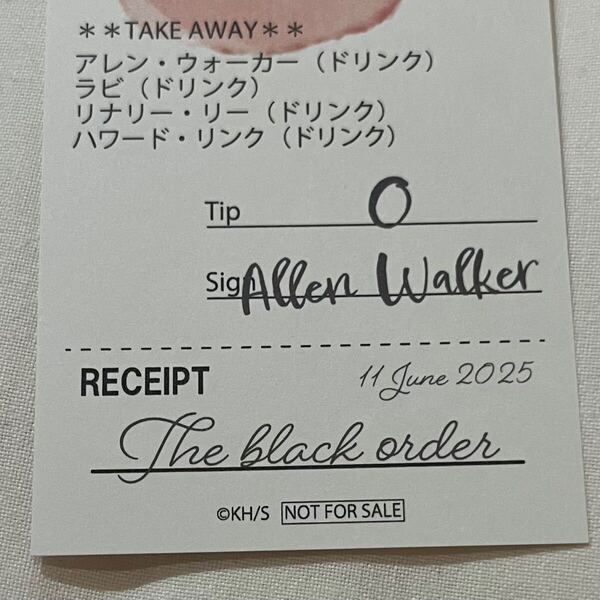 ＊＊TAKE AWAY＊＊
アレン・ウォーカー（ドリンク）
ラビ（ドリンク）
リナリー・リー（ドリンク）
ハワード・リンク（ドリンク）
Tip 0
Sign Allen Walker
RECEIPT 11 June 2025
The black order
©KH/S NOT FOR SALE